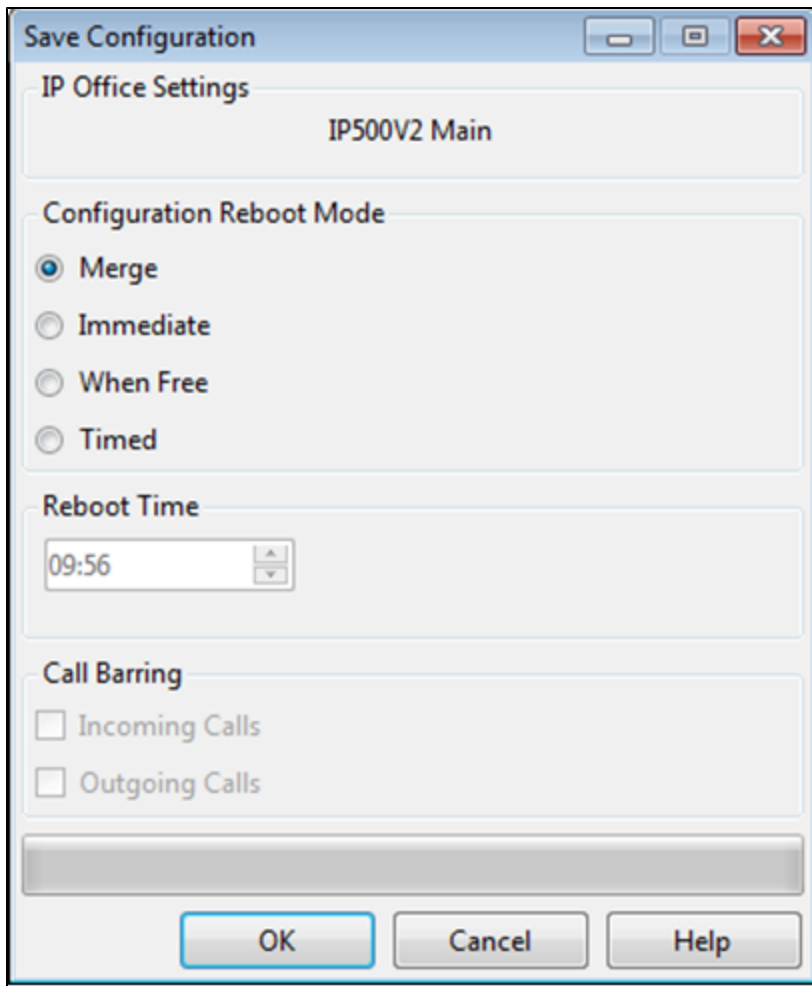 Save Configuration
IP Office Settings
IP500V2 Main
Configuration Reboot Mode
Merge
Immediate
When Free
Timed
Reboot Time
09:56
Call Barring
Incoming Calls
Outgoing Calls
OK Cancel Help